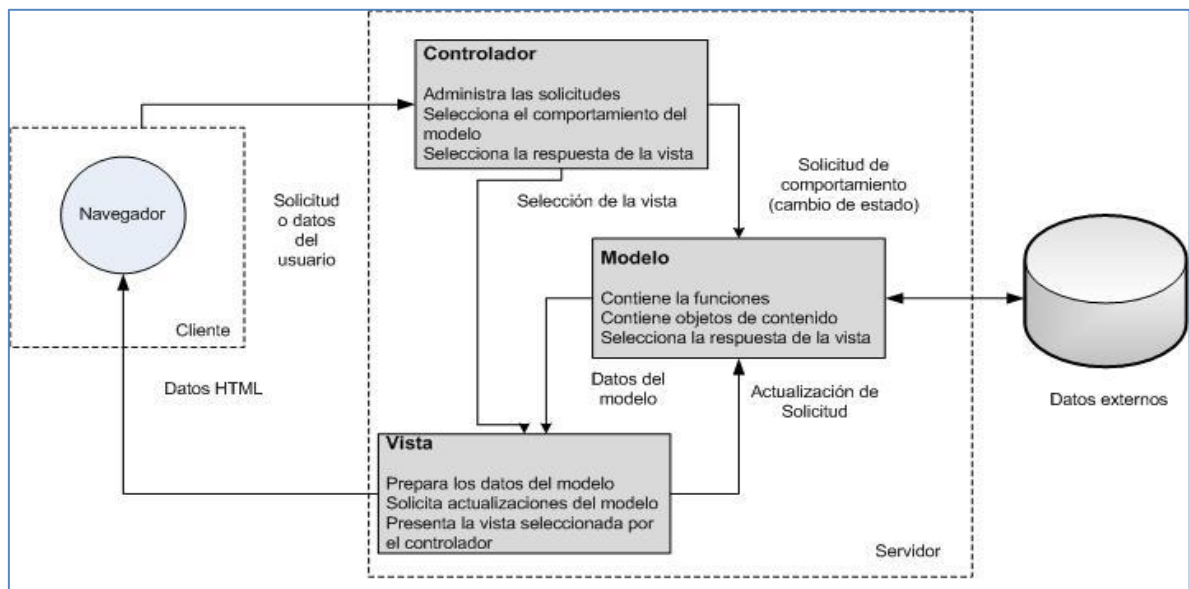 Controlador
Administra las solicitudes
Selecciona el comportamiento del
modelo
Selecciona la respuesta de la vista
Navegador
Cliente
Solicitud
o datos
del
usuario
Selección de la vista
Solicitud de
comportamiento
(cambio de estado)
Modelo
Contiene la funciones
Contiene objetos de contenido
Selecciona la respuesta de la vista
Datos HTML
Datos del
modelo
Actualización de
Solicitud
Datos externos
Vista
Prepara los datos del modelo
Solicita actualizaciones del modelo
Presenta la vista seleccionada por
el controlador
Servidor